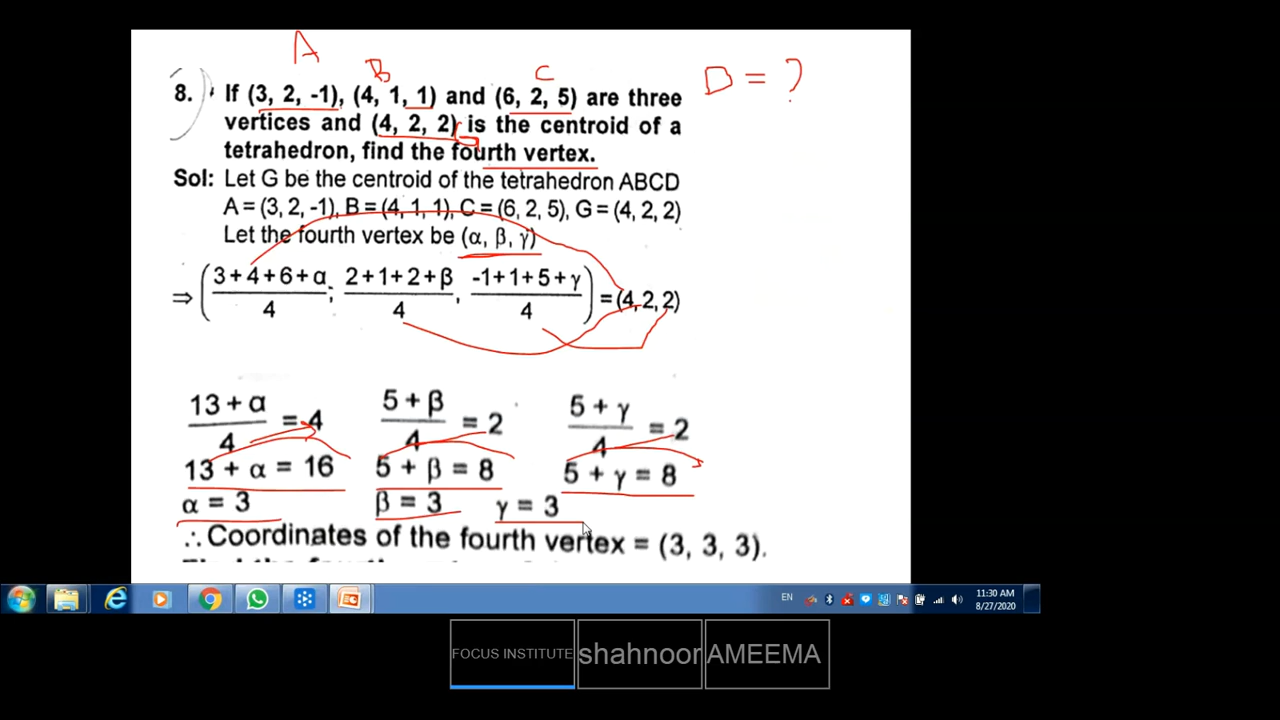 A
B
C
D = ?
8. If (3, 2, -1), (4, 1, 1) and (6, 2, 5) are three
vertices and (4, 2, 2) is the centroid of a
G
tetrahedron, find the fourth vertex.
Sol: Let G be the centroid of the tetrahedron ABCD
A = (3, 2, -1), B = (4, 1, 1), C = (6, 2, 5), G = (4, 2, 2)
Let the fourth vertex be (α, β, γ)
⇒ ( 3+4+6+α / 4 ; 2+1+2+β / 4 , -1+1+5+γ / 4 ) = (4, 2, 2)
13 + α / 4 = 4 5 + β / 4 = 2 5 + γ / 4 = 2
13 + α = 16 5 + β = 8 5 + γ = 8
α = 3 β = 3 γ = 3
∴ Coordinates of the fourth vertex = (3, 3, 3).
EN
11:30 AM
8/27/2020
FOCUS INSTITUTE shahnoor AMEEMA